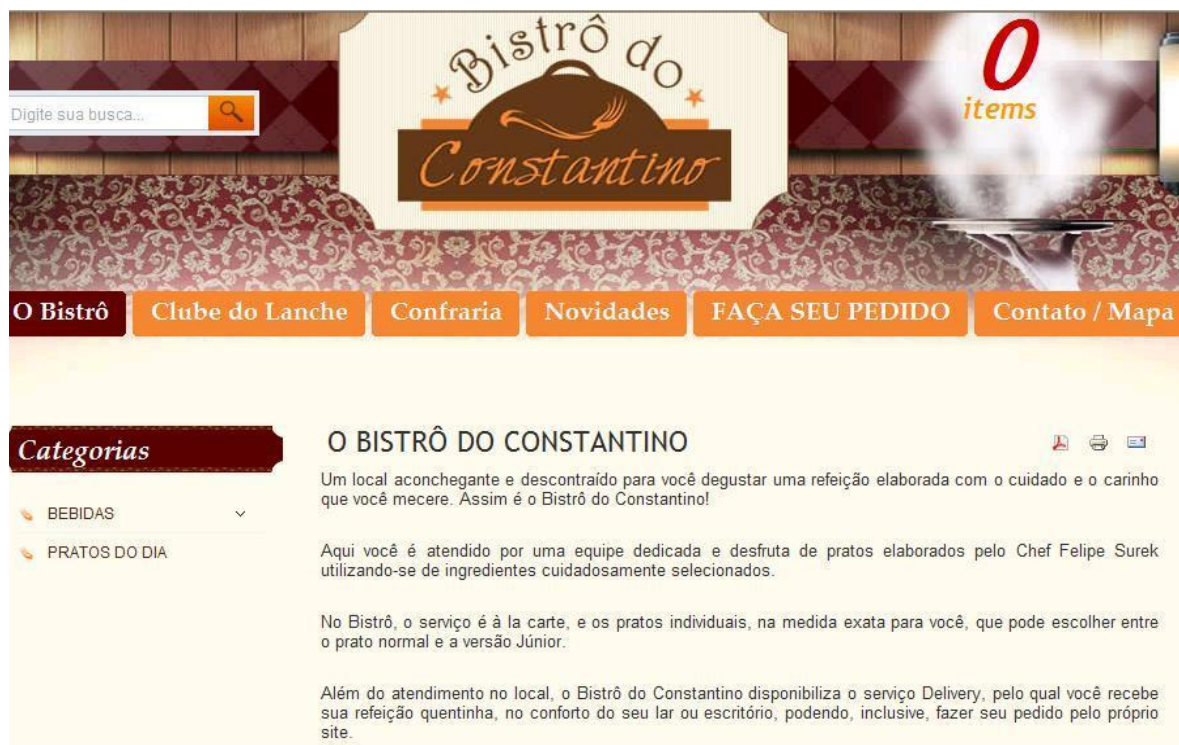 Bistrô do
Constantino
0
items
Digite sua busca...
O Bistrô
Clube do Lanche
Confraria
Novidades
FAÇA SEU PEDIDO
Contato / Mapa
Categorias
BEBIDAS
PRATOS DO DIA
O BISTRÔ DO CONSTANTINO
Um local aconchegante e descontraído para você degustar uma refeição elaborada com o cuidado e o carinho
que você mecere. Assim é o Bistrô do Constantino!
Aqui você é atendido por uma equipe dedicada e desfruta de pratos elaborados pelo Chef Felipe Surek
utilizando-se de ingredientes cuidadosamente selecionados.
No Bistrô, o serviço é à la carte, e os pratos individuais, na medida exata para você, que pode escolher entre
o prato normal e a versão Júnior.
Além do atendimento no local, o Bistrô do Constantino disponibiliza o serviço Delivery, pelo qual você recebe
sua refeição quentinha, no conforto do seu lar ou escritório, podendo, inclusive, fazer seu pedido pelo próprio
site.